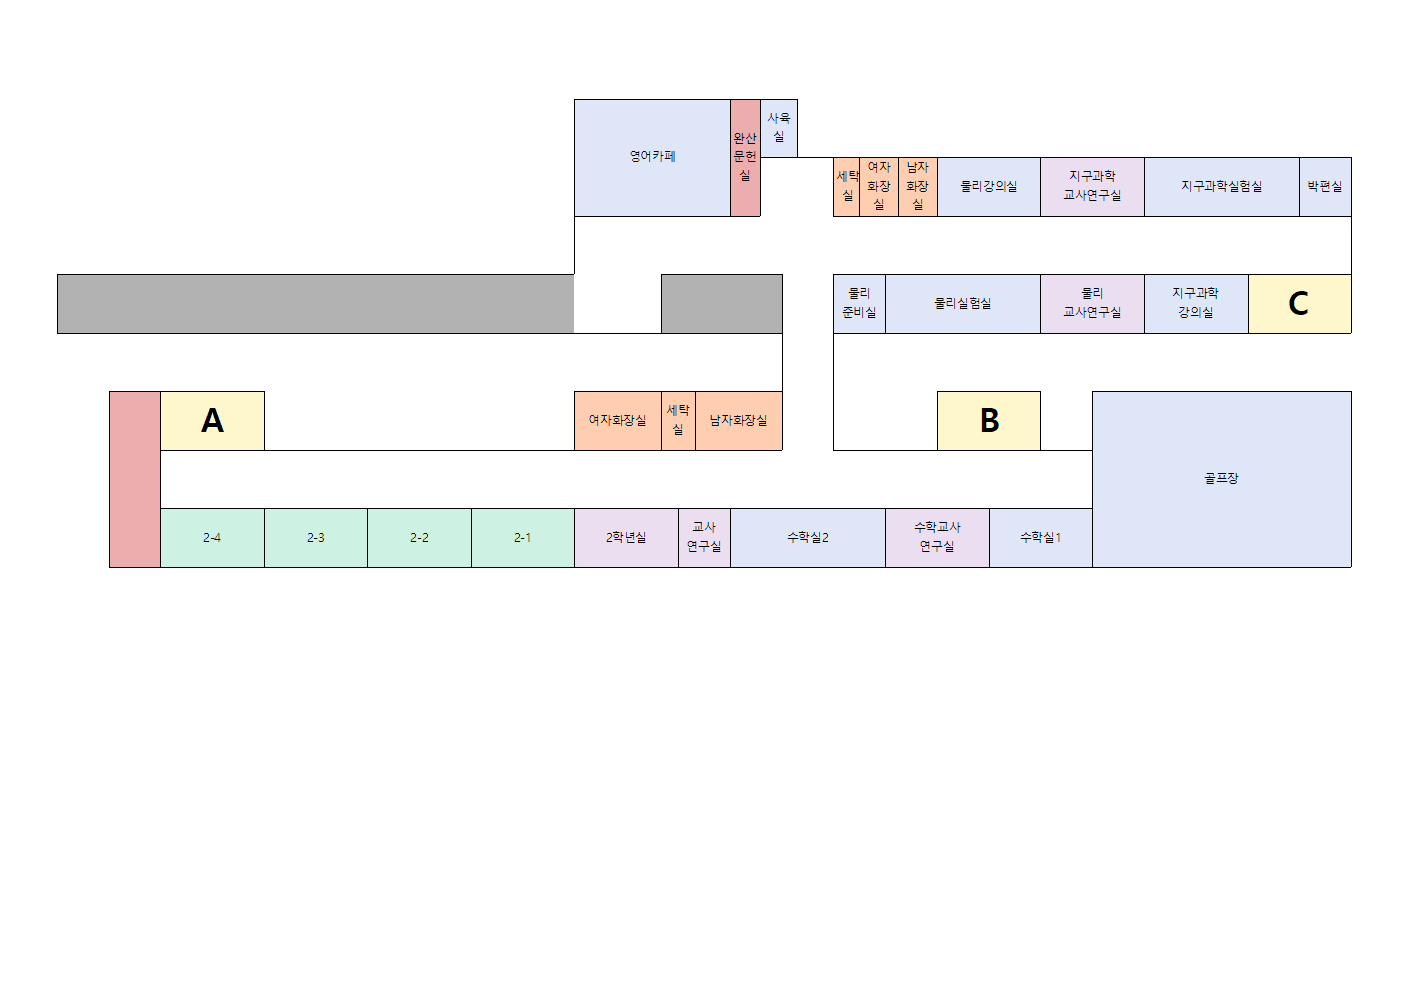 영어카페
완산
문헌
실
사육
실
세탁
실
여자
화장
실
남자
화장
실
물리강의실
지구과학
교사연구실
지구과학실험실
박편실
물리
준비실
물리실험실
물리
교사연구실
지구과학
강의실
C
A
여자화장실
세탁
실
남자화장실
B
골프장
2-4
2-3
2-2
2-1
2학년실
교사
연구실
수학실2
수학교사
연구실
수학실1